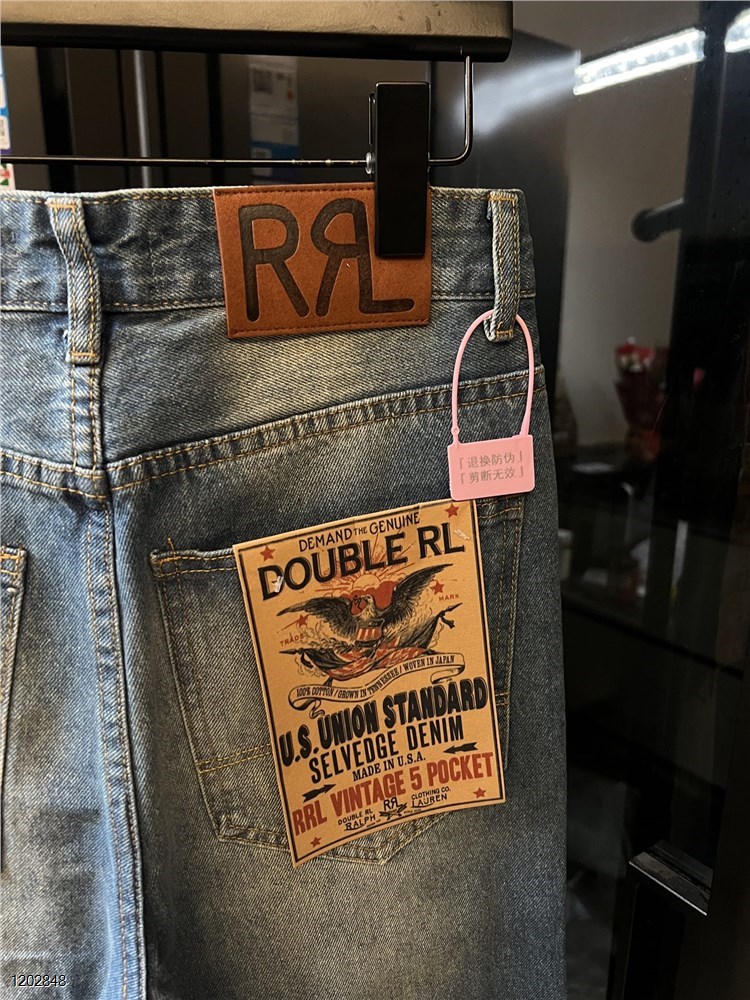 RRL
「退换防伪」
「剪断无效」
DEMAND THE GENUINE
DOUBLE RL
TRADE MARK
100% COTTON / GROWN IN TENNESSEE / WOVEN IN JAPAN
U.S. UNION STANDARD
SELVEDGE DENIM
MADE IN U.S.A.
RRL VINTAGE 5 POCKET
DOUBLE RL RRL CLOTHING CO.
RALPH LAUREN
1202848